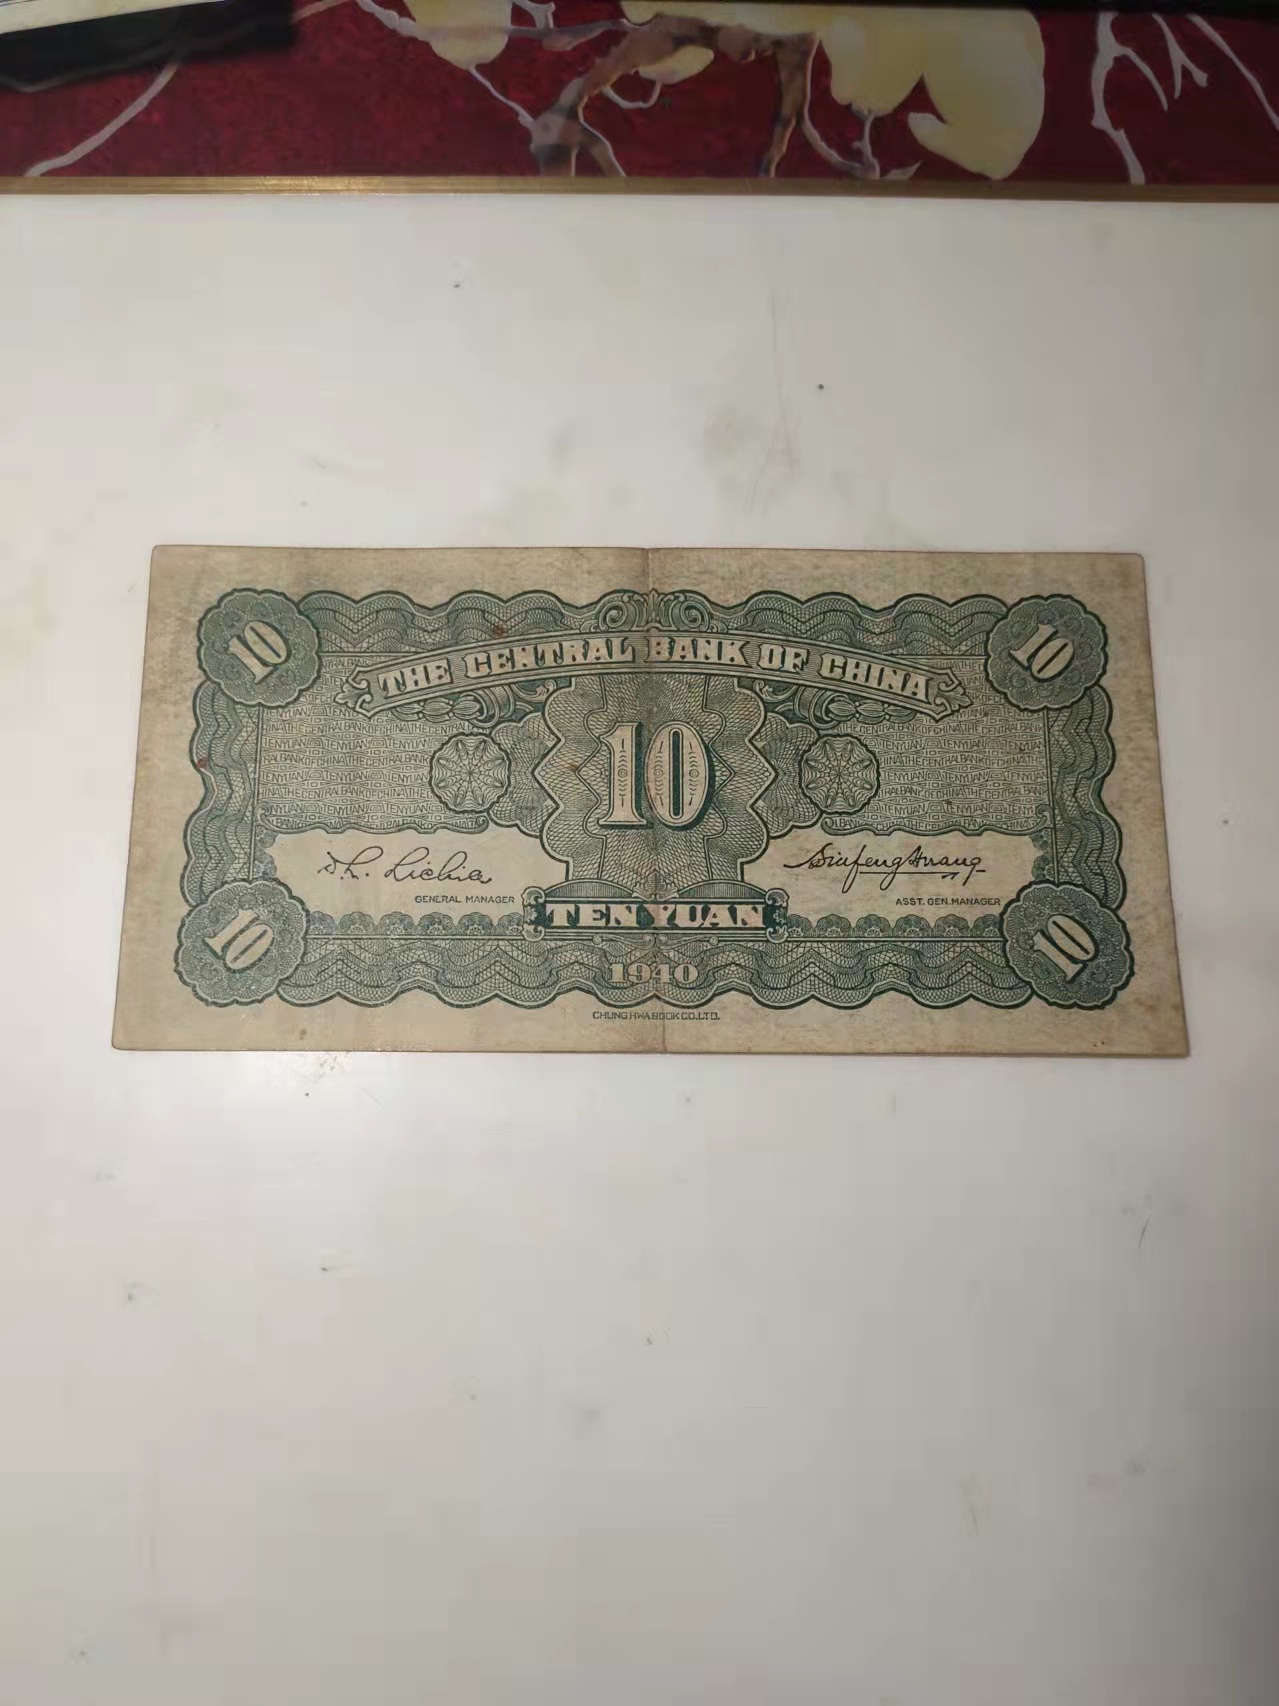 10 10
THE CENTRAL BANK OF CHINA
10
GENERAL MANAGER
ASST. GEN. MANAGER
TEN YUAN
10 10
1940
CHUNG HWA BOOK CO. LTD.